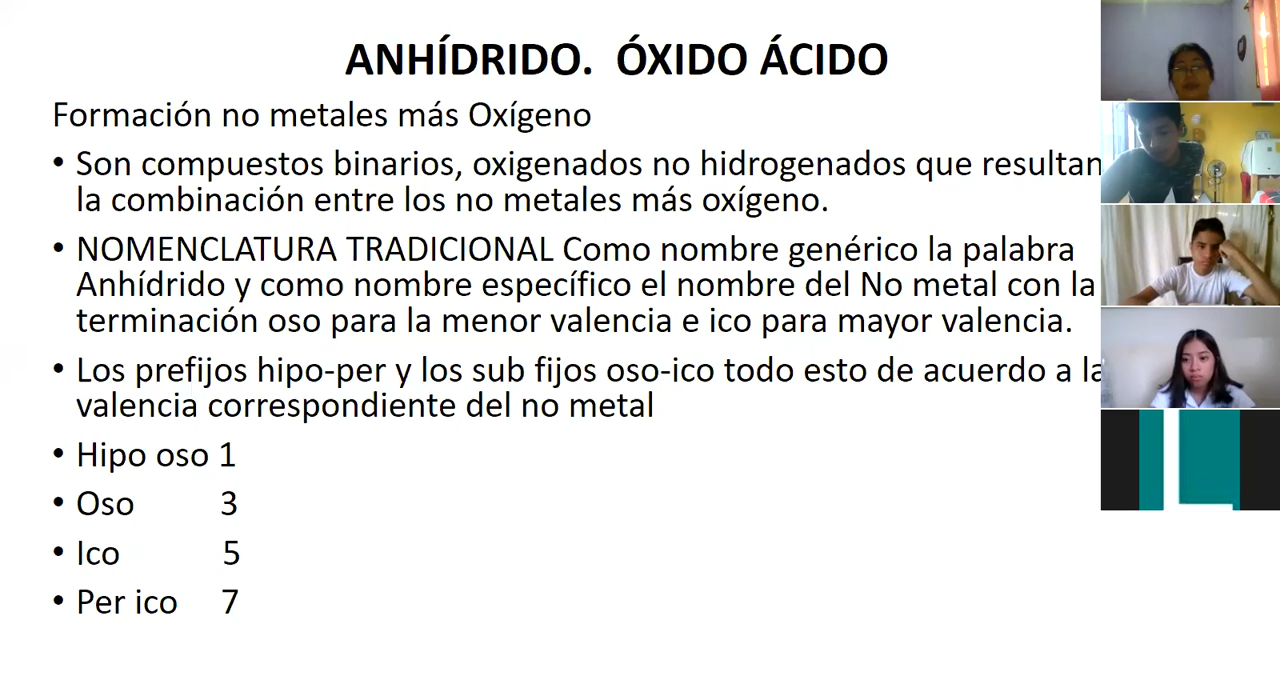 ANHÍDRIDO. ÓXIDO ÁCIDO
Formación no metales más Oxígeno
• Son compuestos binarios, oxigenados no hidrogenados que resultan
la combinación entre los no metales más oxígeno.
• NOMENCLATURA TRADICIONAL Como nombre genérico la palabra
Anhídrido y como nombre específico el nombre del No metal con la
terminación oso para la menor valencia e ico para mayor valencia.
• Los prefijos hipo-per y los sub fijos oso-ico todo esto de acuerdo a la
valencia correspondiente del no metal
• Hipo oso 1
• Oso 3
• Ico 5
• Per ico 7